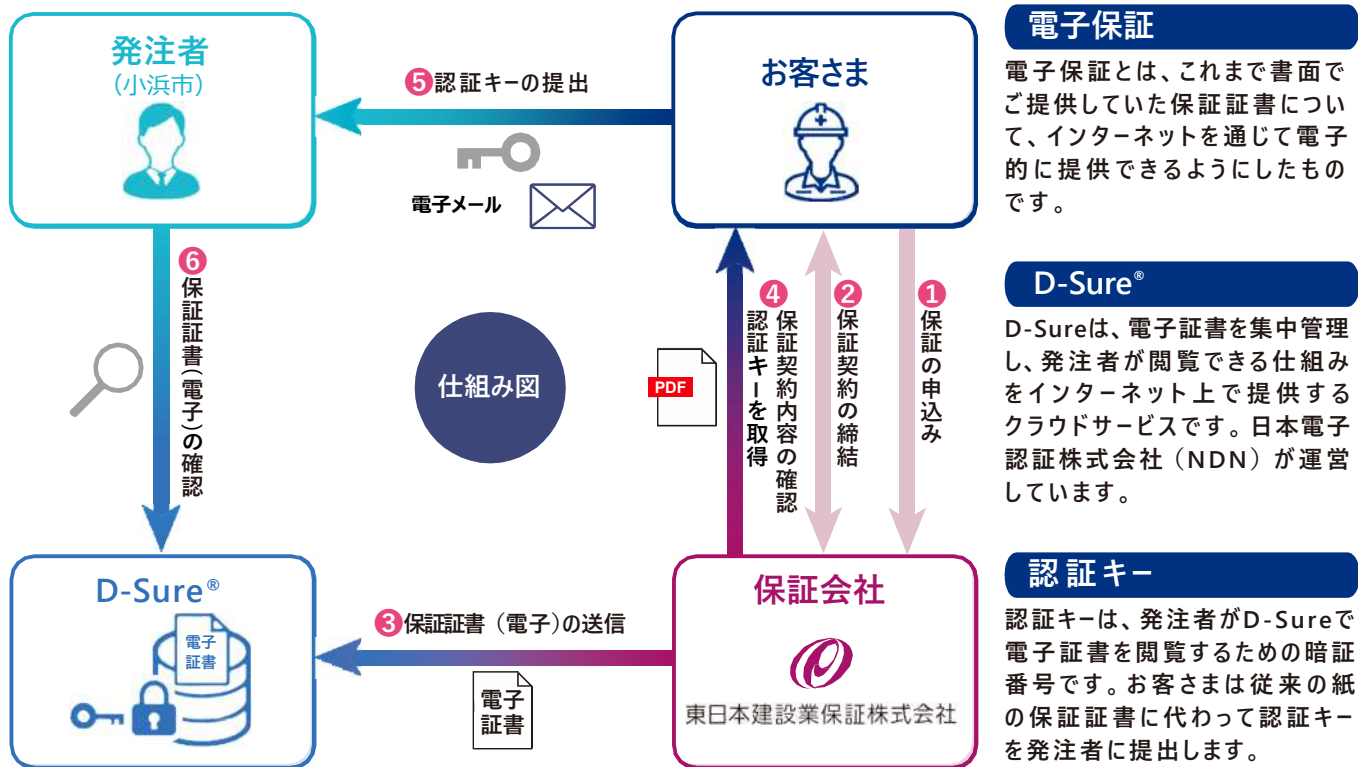 発注者
（小浜市）
❺認証キーの提出
電子メール
お客さま
❻保証証書（電子）の確認
仕組み図
PDF
❹保証契約内容の確認
認証キーを取得
❷保証契約の締結
❶保証の申込み
D-Sure®
電子
証書
❸保証証書（電子）の送信
電子
証書
保証会社
東日本建設業保証株式会社
電子保証
電子保証とは、これまで書面で
ご提供していた保証証書につい
て、インターネットを通じて電子
的に提供できるようにしたもの
です。
D-Sure®
D-Sureは、電子証書を集中管理
し、発注者が閲覧できる仕組み
をインターネット上で提供する
クラウドサービスです。日本電子
認証株式会社（NDN）が運営
しています。
認証キー
認証キーは、発注者がD-Sureで
電子証書を閲覧するための暗証
番号です。お客さまは従来の紙
の保証証書に代わって認証キー
を発注者に提出します。